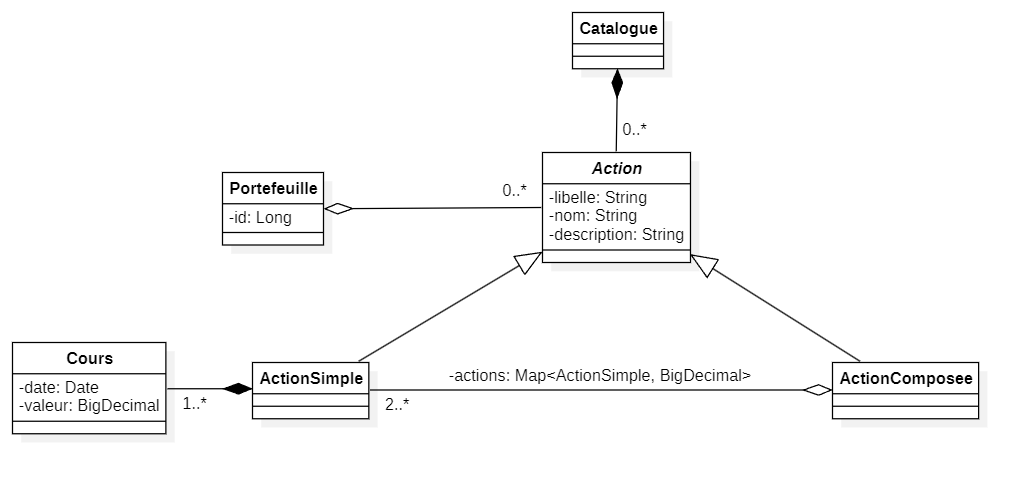 Catalogue
0..*
Action
-libelle: String
-nom: String
-description: String
0..*
Portefeuille
-id: Long
Cours
-date: Date
-valeur: BigDecimal
1..*
ActionSimple
2..*
-actions: Map<ActionSimple, BigDecimal>
ActionComposee